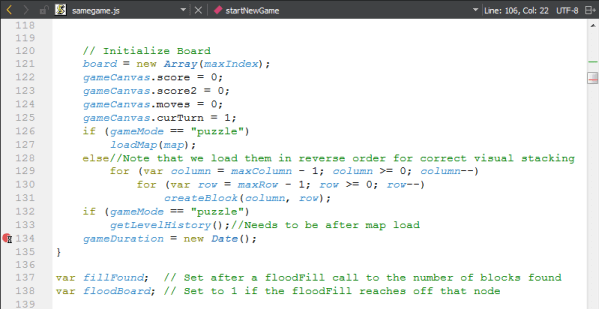 samegame.js startNewGame Line: 106, Col: 22 UTF-8
118
119
120 // Initialize Board
121 board = new Array(maxIndex);
122 gameCanvas.score = 0;
123 gameCanvas.score2 = 0;
124 gameCanvas.moves = 0;
125 gameCanvas.curTurn = 1;
126 if (gameMode == "puzzle")
127 loadMap(map);
128 else//Note that we load them in reverse order for correct visual stacking
129 for (var column = maxColumn - 1; column >= 0; column--)
130 for (var row = maxRow - 1; row >= 0; row--)
131 createBlock(column, row);
132 if (gameMode == "puzzle")
133 getLevelHistory();//Needs to be after map load
134 gameDuration = new Date();
135 }
136
137 var fillFound; // Set after a floodFill call to the number of blocks found
138 var floodBoard; // Set to 1 if the floodFill reaches off that node
139